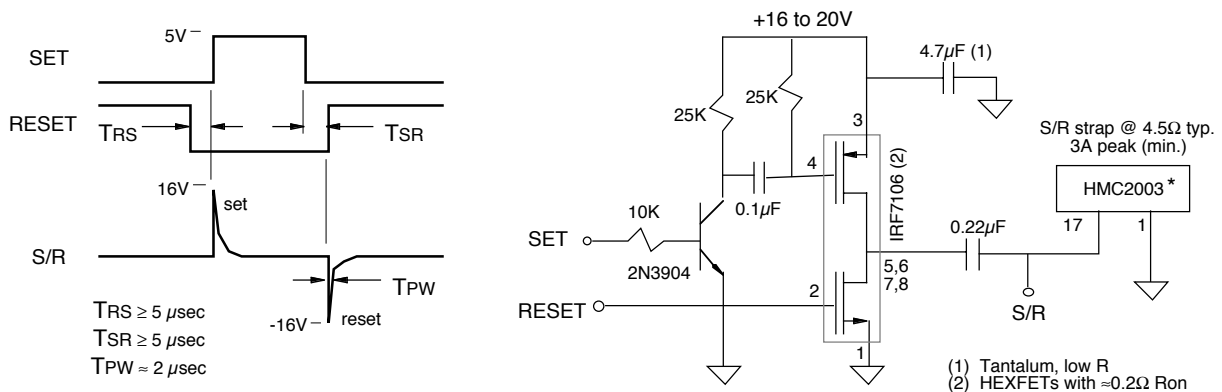 SET
5V
RESET
TRS
TSR
16V
set
S/R
TPW
-16V
reset
TRS ≥ 5 µsec
TSR ≥ 5 µsec
TPW ≈ 2 µsec
+16 to 20V
4.7µF (1)
25K
25K
3
S/R strap @ 4.5Ω typ.
3A peak (min.)
4
IRF7106 (2)
HMC2003*
0.1µF
10K
0.22µF
17
1
SET
2N3904
5,6
7,8
2
RESET
S/R
1
(1) Tantalum, low R
(2) HEXFETs with ≈0.2Ω Ron